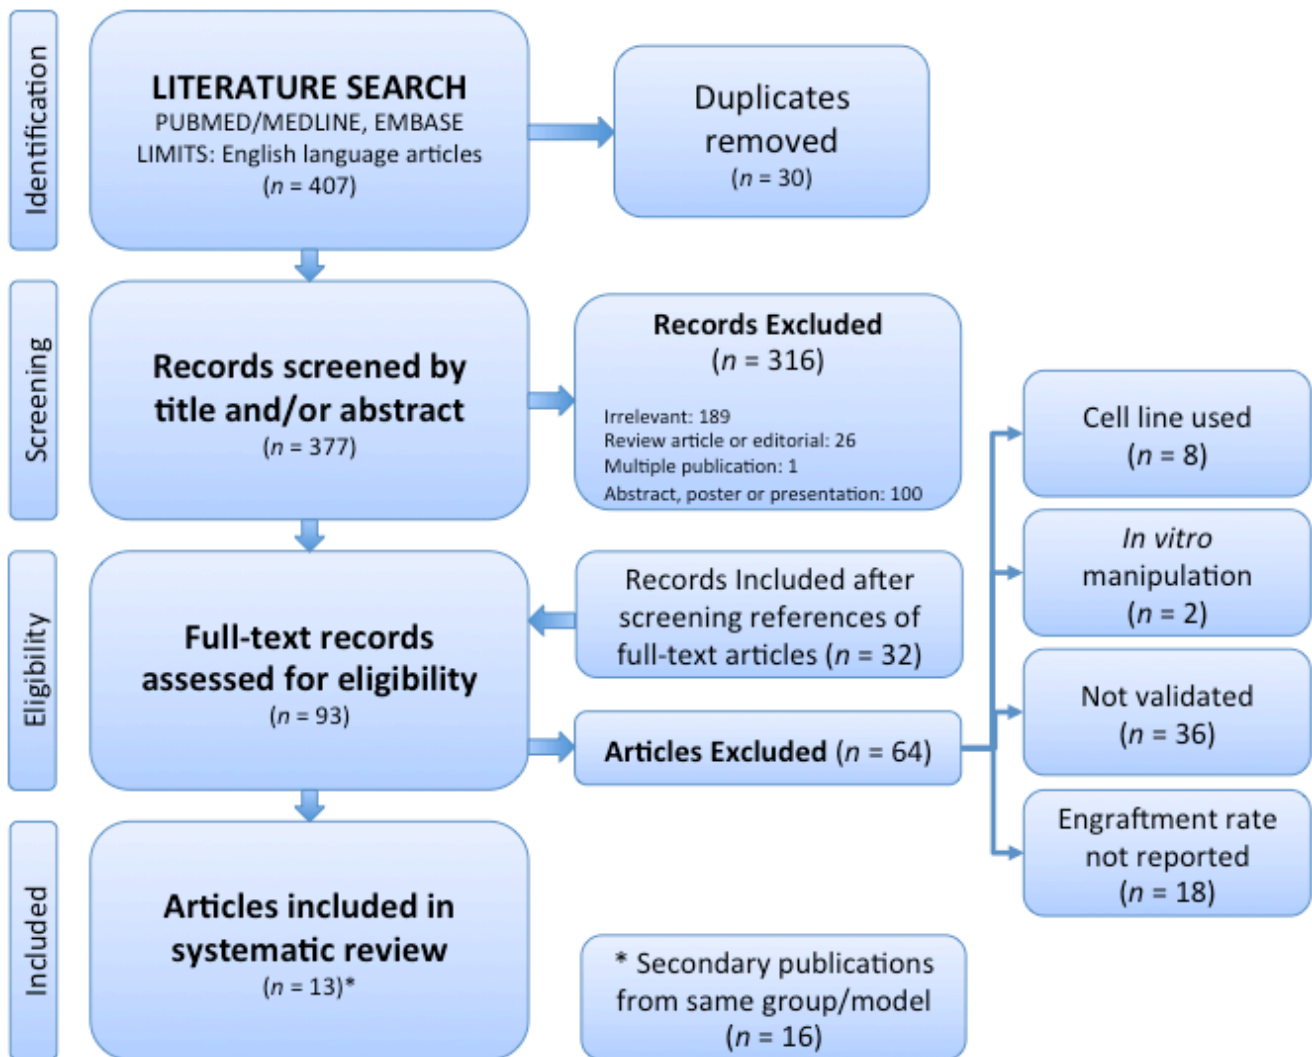 Identification
LITERATURE SEARCH
PUBMED/MEDLINE, EMBASE
LIMITS: English language articles
(n = 407)
Duplicates
removed
(n = 30)
Screening
Records screened by
title and/or abstract
(n = 377)
Records Excluded
(n = 316)
Irrelevant: 189
Review article or editorial: 26
Multiple publication: 1
Abstract, poster or presentation: 100
Eligibility
Full-text records
assessed for eligibility
(n = 93)
Records Included after
screening references of
full-text articles (n = 32)
Articles Excluded (n = 64)
Cell line used
(n = 8)
In vitro
manipulation
(n = 2)
Not validated
(n = 36)
Engraftment rate
not reported
(n = 18)
Included
Articles included in
systematic review
(n = 13)*
* Secondary publications
from same group/model
(n = 16)